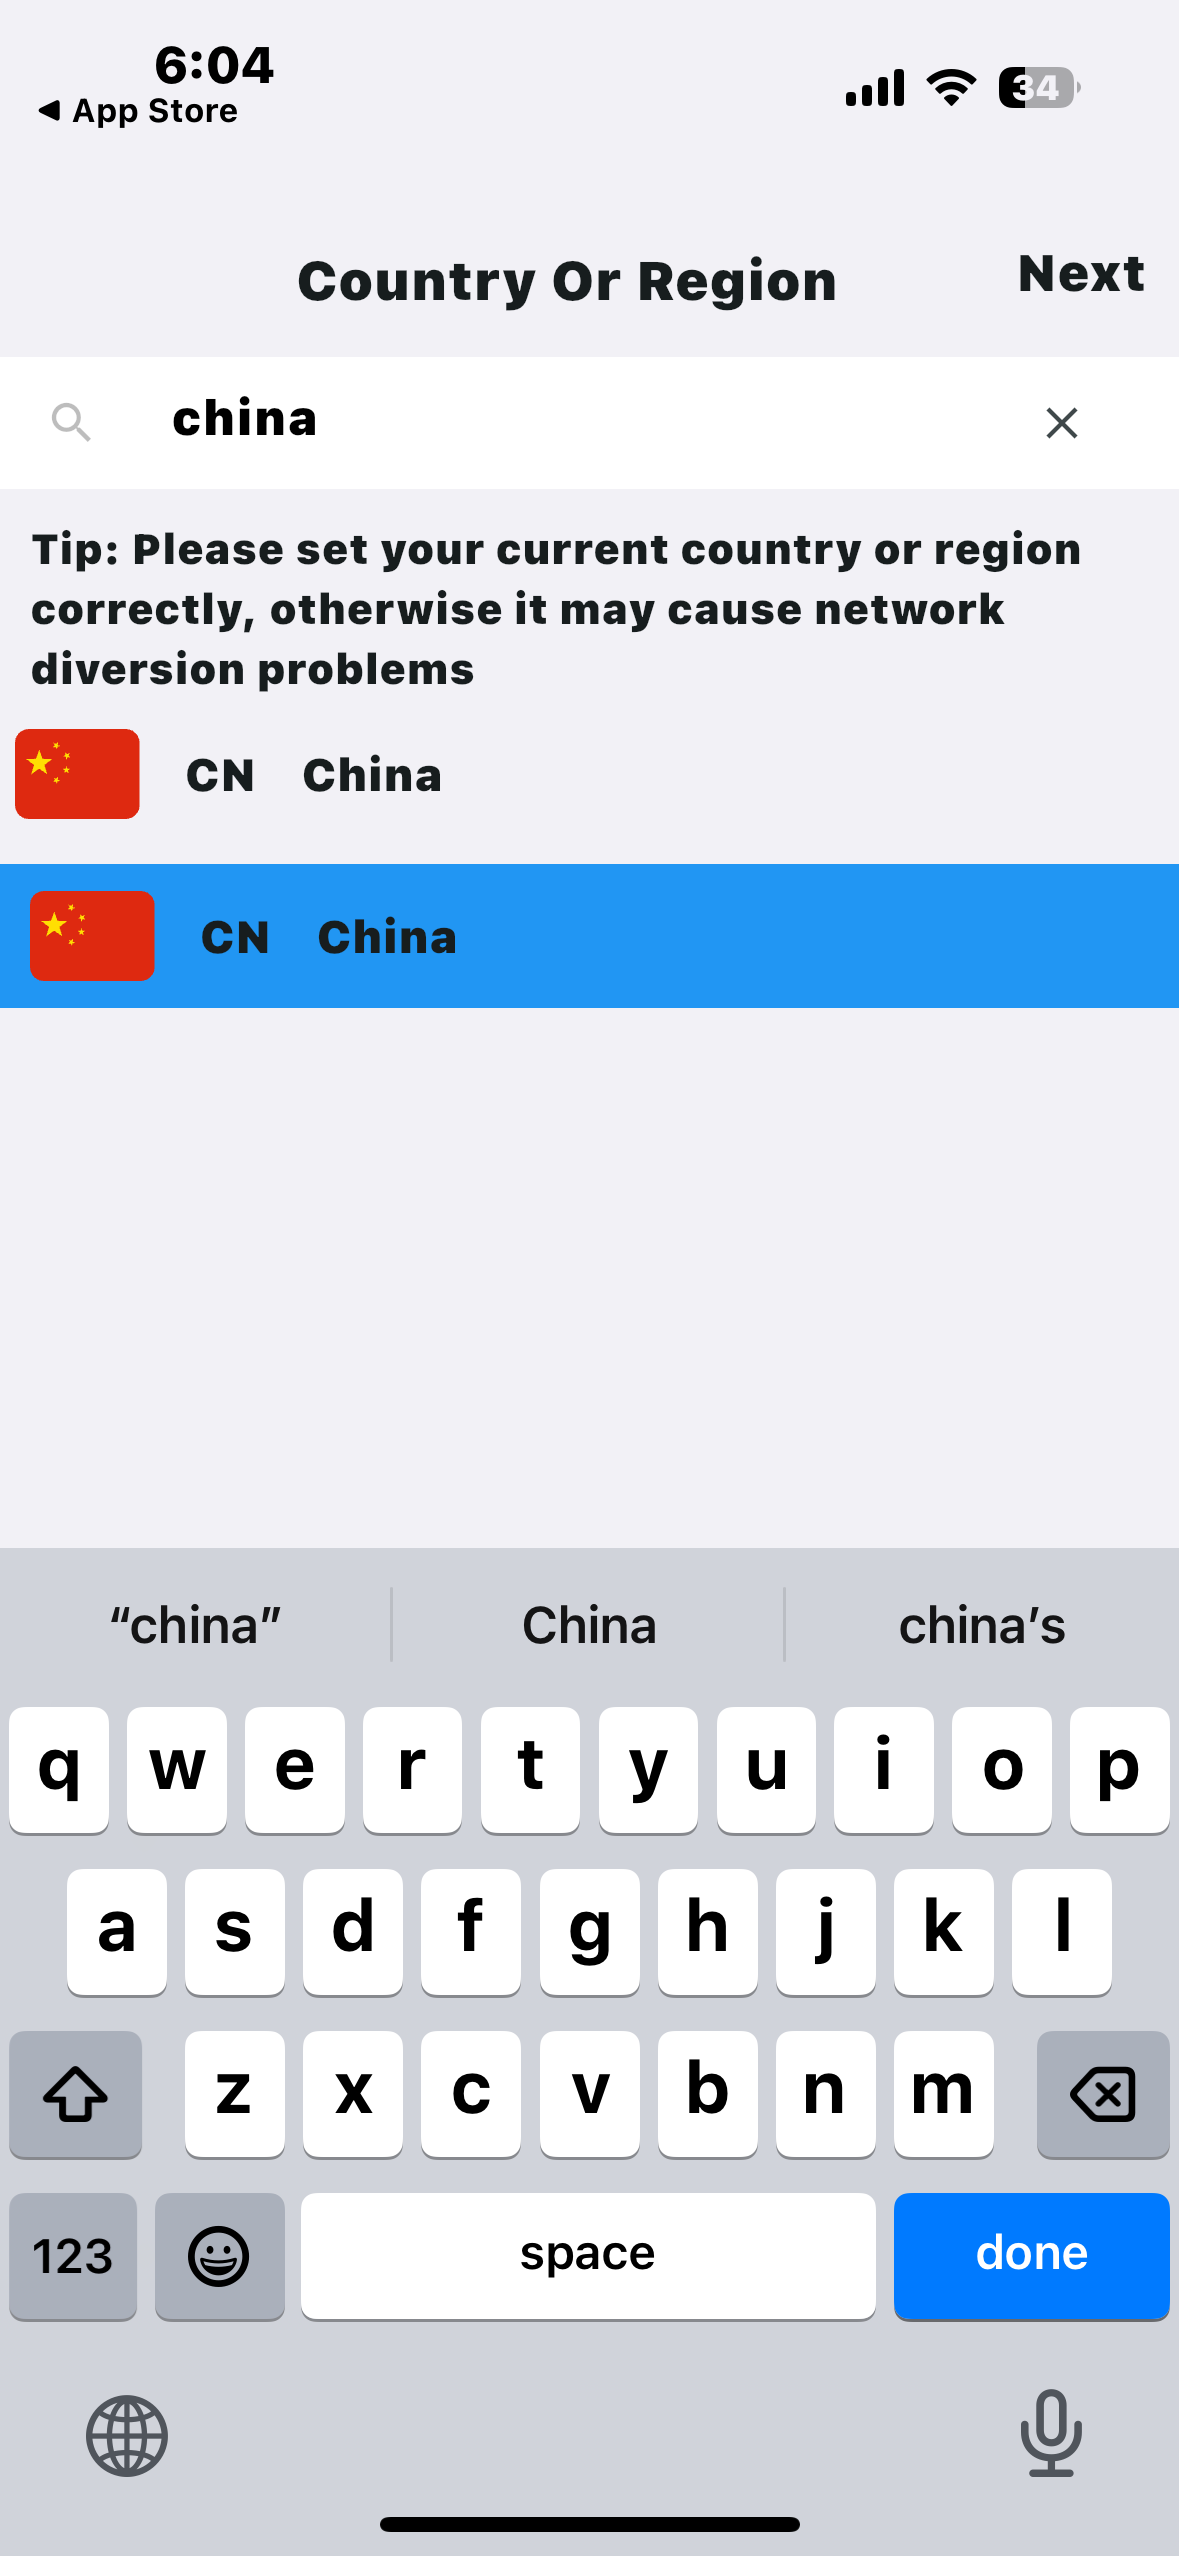 6:04
34
App Store
Country Or Region
Next
china
Tip: Please set your current country or region
correctly, otherwise it may cause network
diversion problems
CN China
CN China
“china” China china’s
q w e r t y u i o p
a s d f g h j k l
z x c v b n m
123 space done